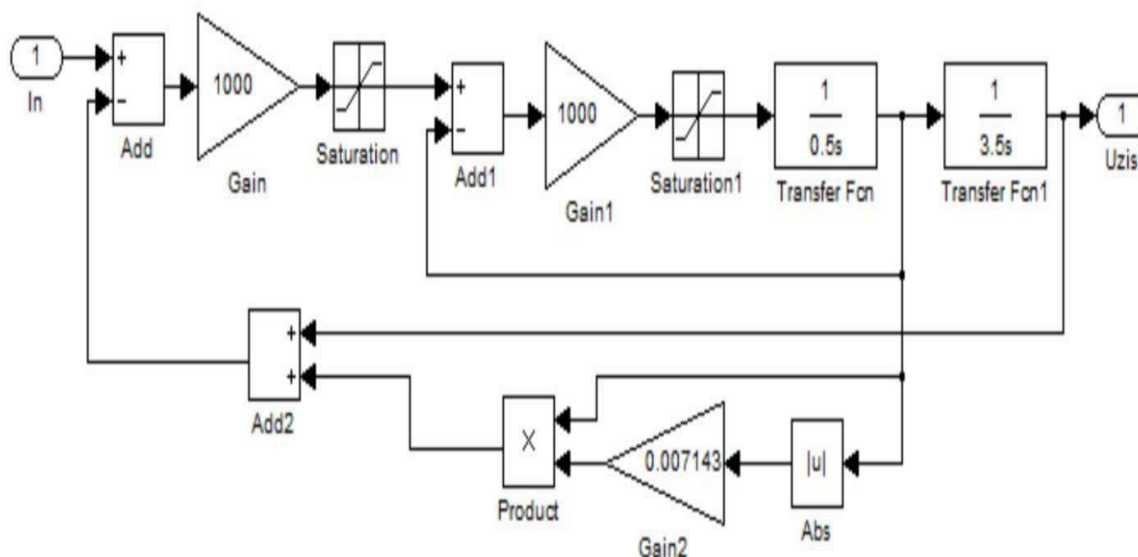 1
In
+
−
Add
1000
Gain
Saturation
+
−
Add1
1000
Gain1
Saturation1
1
0.5s
Transfer Fcn
1
3.5s
Transfer Fcn1
1
Uzis
+
+
Add2
X
Product
0.007143
Gain2
|u|
Abs